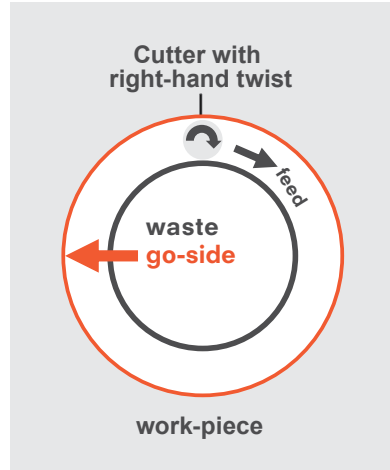 Cutter with
right-hand twist
feed
waste
go-side
work-piece